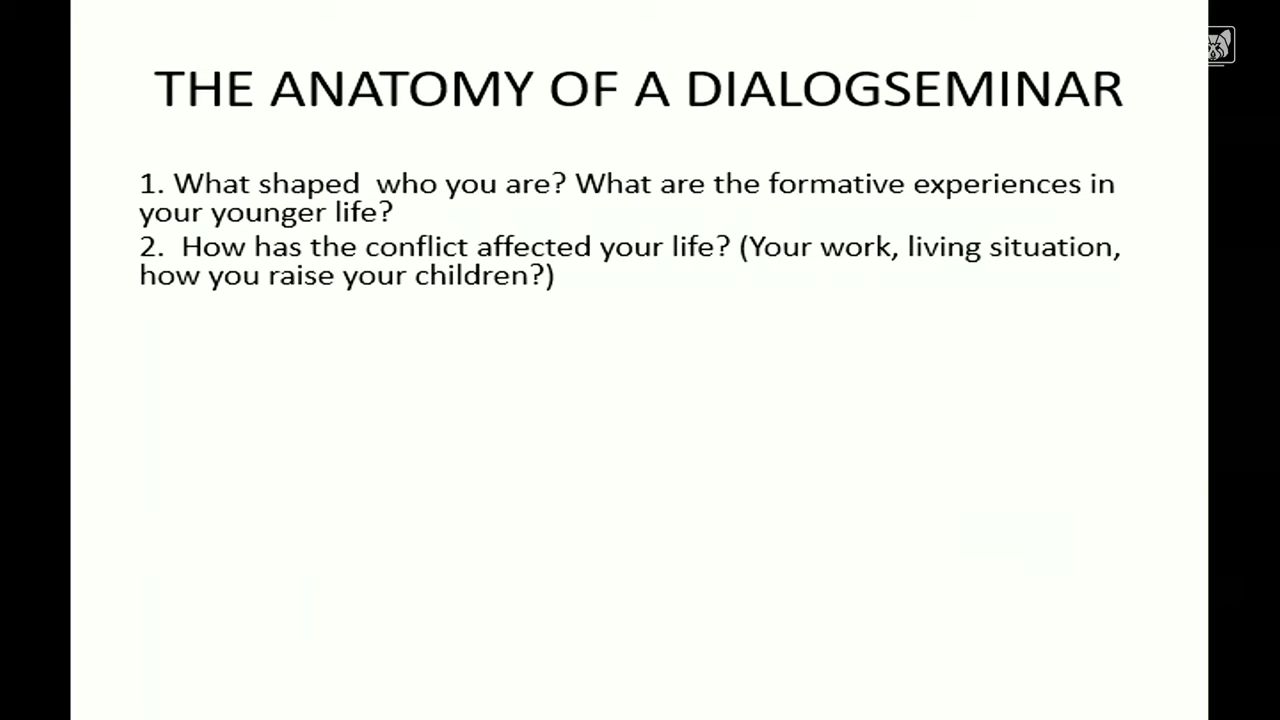 THE ANATOMY OF A DIALOGSEMINAR
1. What shaped  who you are? What are the formative experiences in
your younger life?
2.  How has the conflict affected your life? (Your work, living situation,
how you raise your children?)